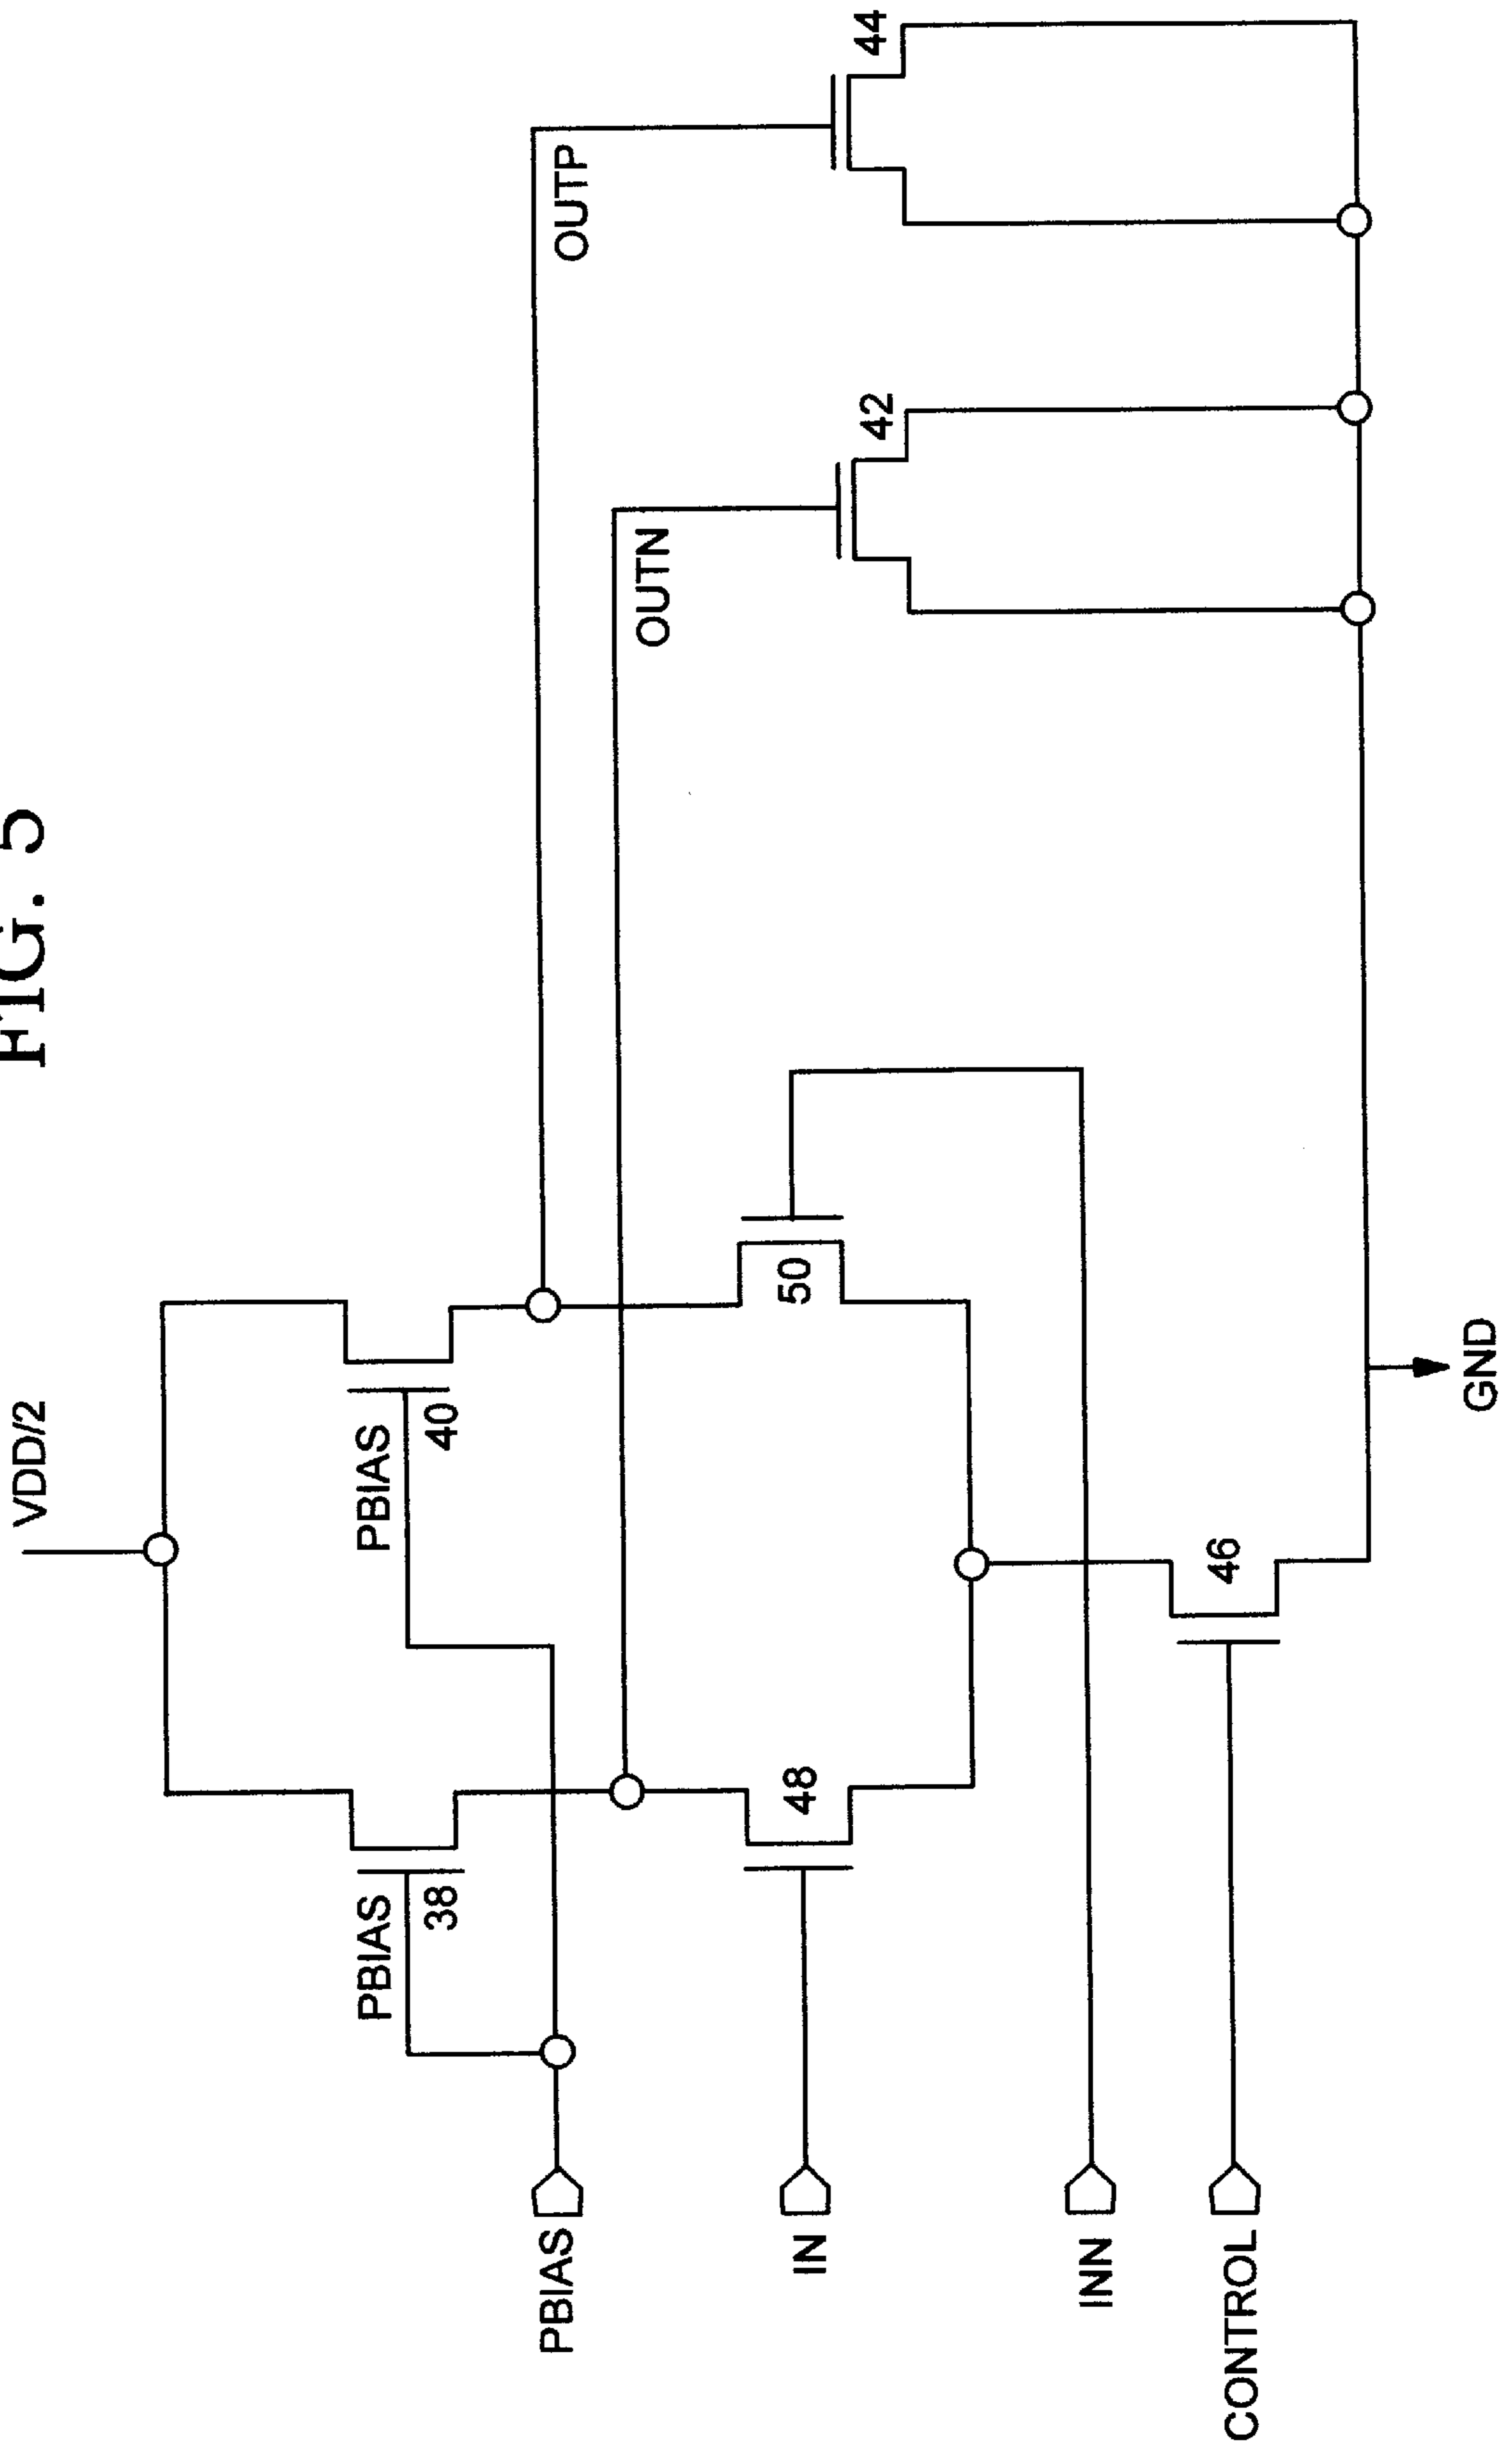 FIG. 5
VDD/2
PBIAS
38
PBIAS
40
PBIAS
OUTP
44
OUTN
42
IN
48
50
INN
46
CONTROL
GND